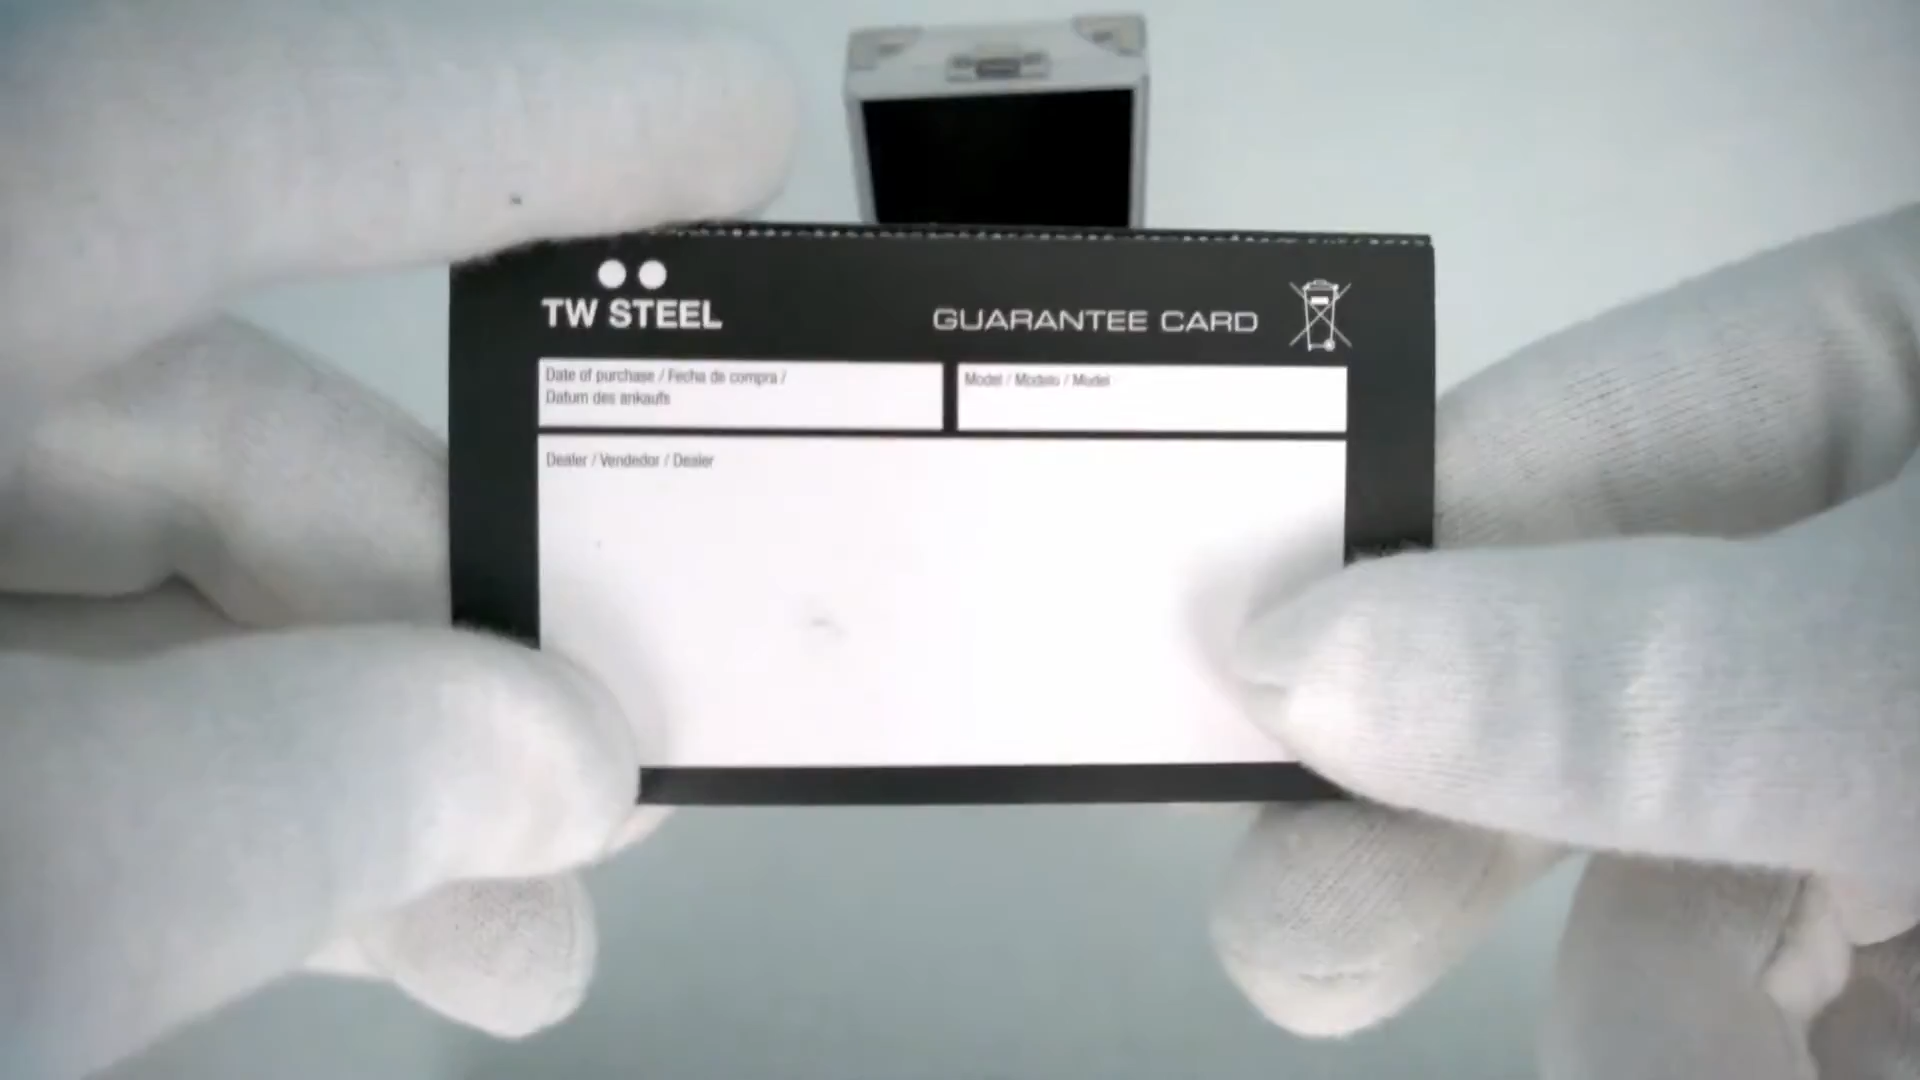 TW STEEL
GUARANTEE CARD
Date of purchase / Fecha de compra /
Datum des ankaufs
Model / Modelo / Model
Dealer / Vendedor / Dealer